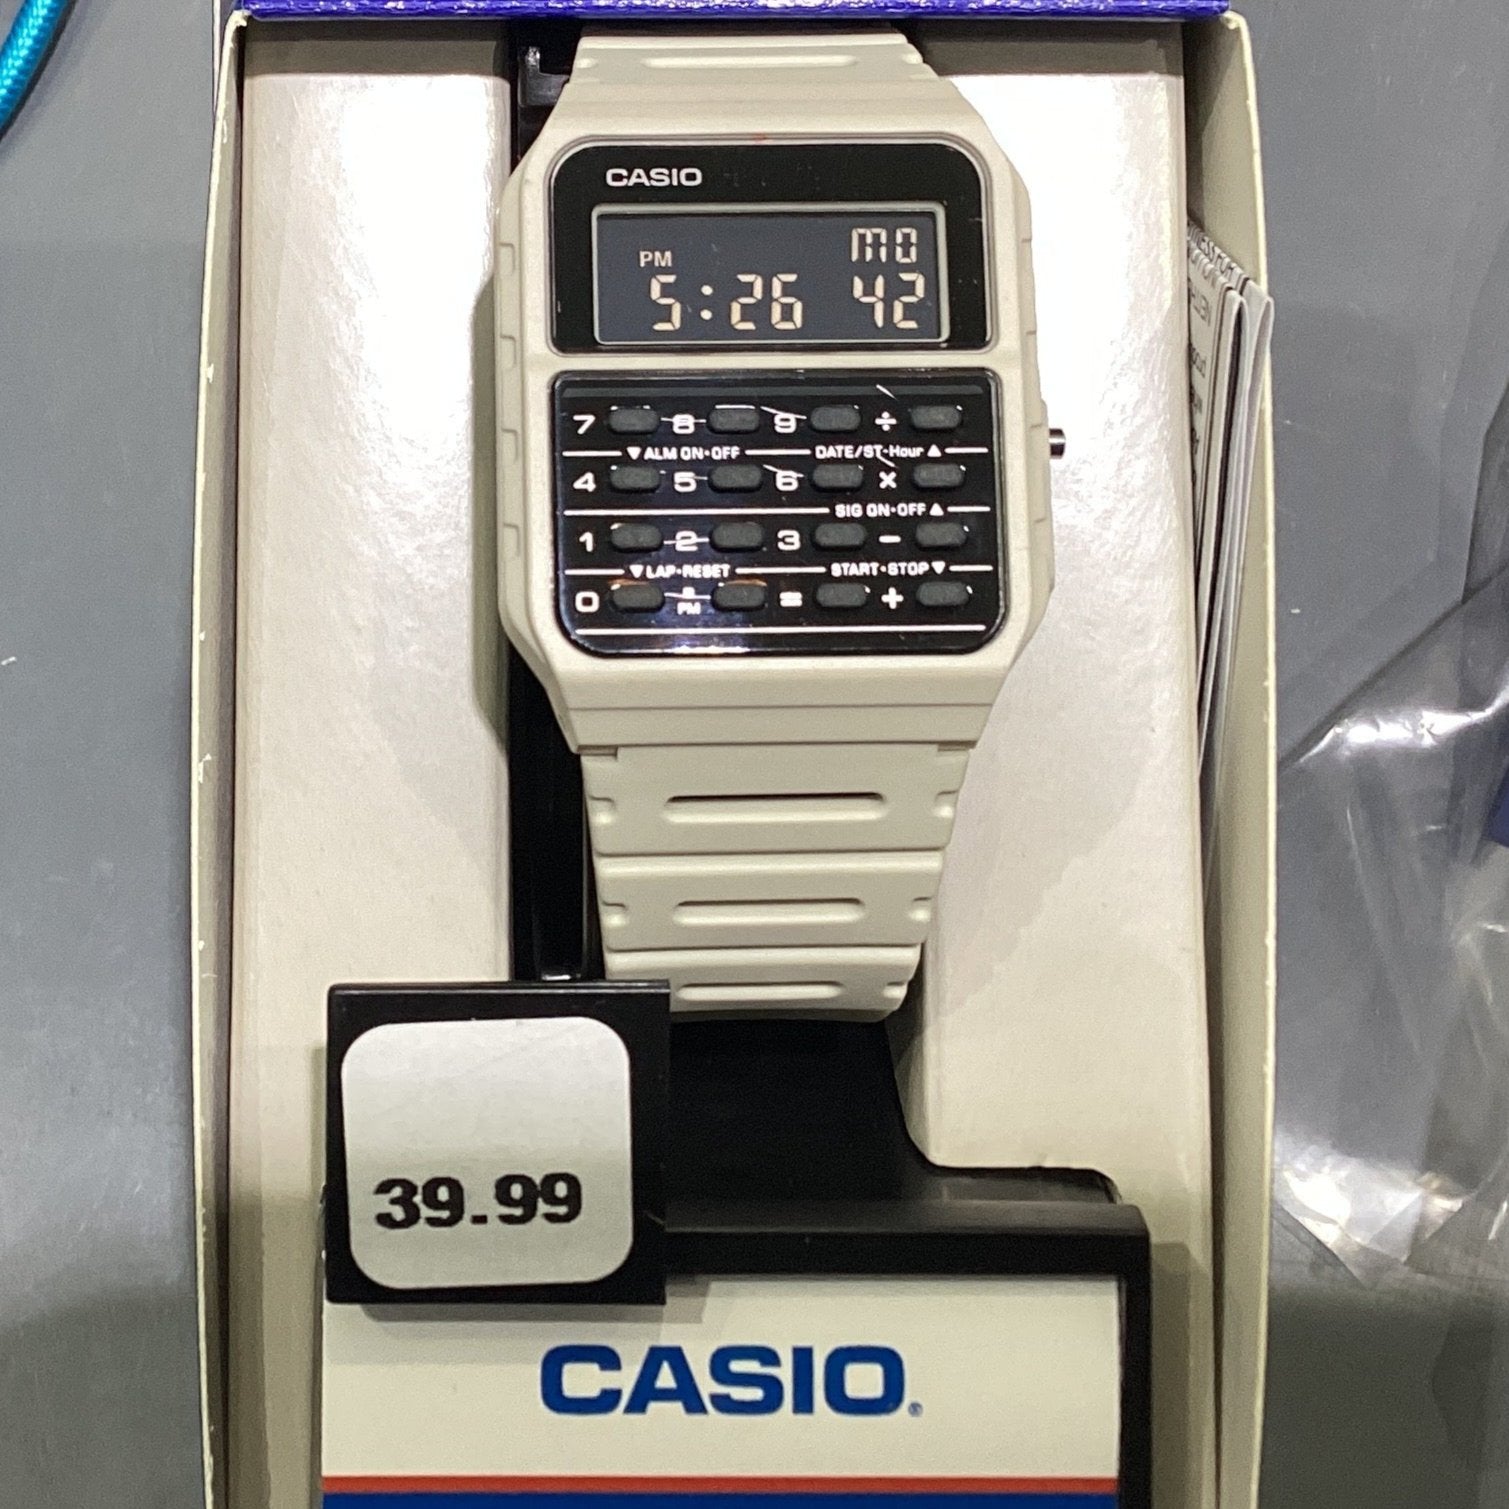 CASIO
MO
PM
5:26 42
7 8 9 ÷
▼ ALM ON•OFF DATE/ST-Hour ▲
4 5 6 ×
SIG ON•OFF ▲
1 2 3 −
▼ LAP•RESET START•STOP ▼
0 . = +
PM
39.99
CASIO®